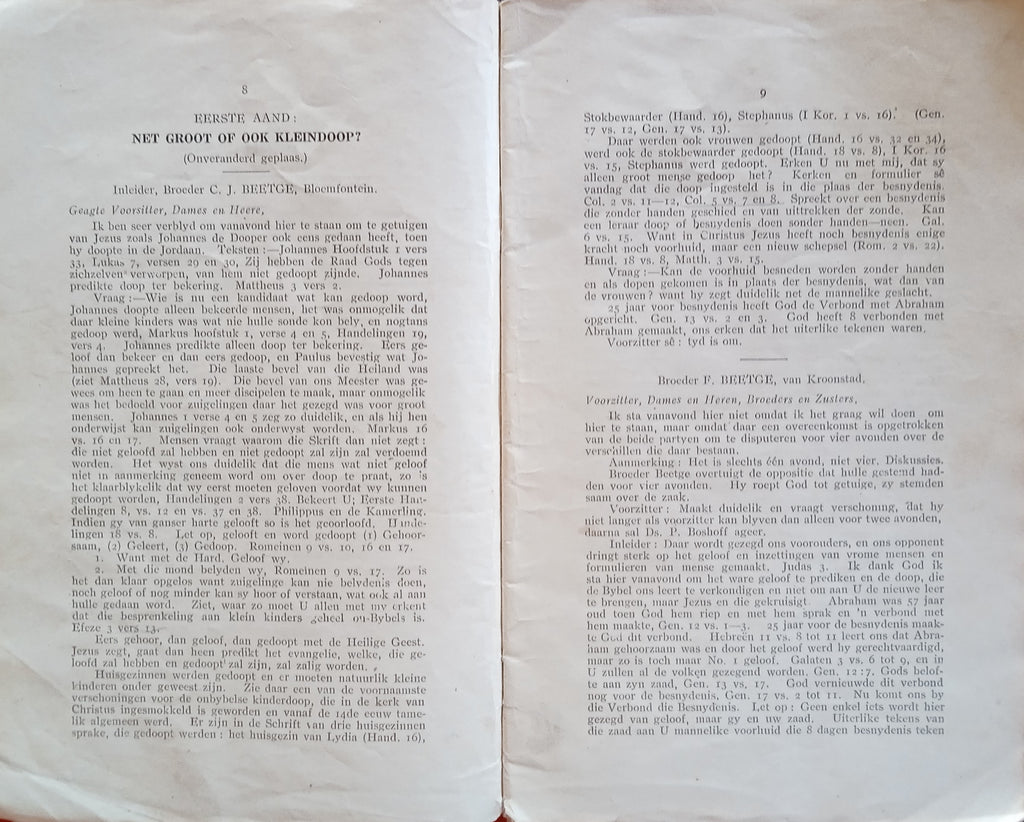 8
EERSTE AAND:
NET GROOT OF OOK KLEINDOOP?
(Onveranderd geplaas.)
Inleider, Broeder C. J. BEETGE, Bloemfontein.
Geagte Voorsitter, Dames en Heere,
Ik ben seer verblyd om vanavond hier te staan om te getuigen
van Jezus zoals Johannes de Dooper ook eens gedaan heeft, toen
hy doopte in de Jordaan. Teksten:—Johannes Hoofdstuk 1 vers
33, Lukas 7, versen 29 en 30, Zij hebben de Raad Gods tegen
zichzelven verworpen, van hem niet gedoopt zijnde. Johannes
predikte doop ter bekering. Mattheus 3 vers 2.
Vraag:—Wie is nu een kandidaat wat kan gedoop word,
Johannes doopte alleen bekeerde mensen, het was onmogelik dat
daar kleine kinders was wat nie hulle sonde kon bely, en nogtans
gedoop werd, Markus hoofstuk 1, verse 4 en 5, Handelingen 19,
vers 4. Johannes predikte alleen doop ter bekering. Eers ge-
loof dan bekeer en dan eers gedoop, en Paulus bevestig wat Jo-
hannes gepreekt het. Die laaste bevel van die Heiland was
(ziet Mattheus 28, vers 19). Die bevel van ons Meester was ge-
wees om heen te gaan en meer discipelen te maak, maar onmogelik
was het bedoeld voor zuigelingen daar het gezegd was voor groot
mensen. Johannes 1 verse 4 en 5 zeg zo duidelik, en als hij hen
onderwijst kan zuigelingen ook onderwyst worden. Markus 16
vs. 16 en 17. Mensen vraagt waarom die Skrift dan niet zegt:
die niet geloofd zal hebben en niet gedoopt zal zijn zal verdoemd
worden. Het wyst ons duidelik dat die mens wat niet geloof
niet in aanmerking geneem word om over doop te praat, zo is
het klaarblykelik dat wy eerst moeten geloven voordat wy kunnen
gedoopt worden, Handelingen 2 vers 38. Bekeert U; Eerste Han-
delingen 8, vs. 12 en vs. 37 en 38. Philippus en de Kamerling.
Indien gy van ganser harte gelooft so is het geoorloofd. Hande-
lingen 18 vs. 8. Let op, gelooft en word gedoopt (1) Gehoor-
saam, (2) Geleert, (3) Gedoop. Romeinen 9 vs. 10, 16 en 17.
1. Want met de Hard. Geloof wy.
2. Met die mond belyden wy, Romeinen 9 vs. 17. Zo is
het dan klaar opgelos want zuigelinge kan nie belydenis doen,
noch geloof of nog minder kan sy hoor of verstaan, wat ook al aan
hulle gedaan word. Ziet, waar zo moet U allen met my erkent
dat die besprenkeling aan klein kinders geheel on-Bybels is.
Efeze 3 vers 13.
Eers gehoor, dan geloof, dan gedoopt met de Heilige Geest.
Jezus zegt, gaat dan heen predikt het evangelie, welke, die ge-
loofd zal hebben en gedoopt zal zijn, zal zalig worden.
Huisgezinnen werden gedoopt en er moeten natuurlik kleine
kinderen onder geweest zijn. Zie daar een van de voornaamste
verschoningen voor de onbybelse kinderdoop, die in de kerk van
Christus ingesmokkeld is geworden en vanaf de 14de eeuw tame-
lik algemeen werd. Er zijn in de Schrift van drie huisgezinnen
sprake, die gedoopt werden: het huisgezin van Lydia (Hand. 16),
9
Stokbewaarder (Hand. 16), Stephanus (I Kor. 1 vs. 16). (Gen.
17 vs. 12, Gen. 17 vs. 13).
Daar werden ook vrouwen gedoopt (Hand. 16 vs. 32 en 34),
werd ook de stokbewaarder gedoopt (Hand. 18 vs. 8), I Kor. 16
vs. 15, Stephanus werd gedoopt. Erken U nu met mij, dat sy
alleen groot mense gedoop het? Kerken en formulier sê
vandag dat die doop ingesteld is in die plaas der besnydenis.
Col. 2 vs. 11—12, Col. 5 vs. 7 en 8. Spreekt over een besnydenis
die zonder handen geschied en van uittrekken der zonde. Kan
een leraar doop of besnydenis doen sonder handen—neen. Gal.
6 vs. 15. Want in Christus Jezus heeft noch besnydenis enige
kracht noch voorhuid, maar een nieuw schepsel (Rom. 2 vs. 22).
Hand. 18 vs. 8, Matth. 3 vs. 15.
Vraag:—Kan de voorhuid besneden worden zonder handen
en als dopen gekomen is in plaats der besnydenis, wat dan van
de vrouwen? want hy zegt duidelik net de mannelike geslacht.
25 jaar voor besnydenis heeft God de Verbond met Abraham
opgericht. Gen. 13 vs. 2 en 3. God heeft 8 verbonden met
Abraham gemaakt, ons erken dat het uiterlike tekenen waren.
Voorzitter sê: tyd is om.
Broeder F. BEETGE, van Kroonstad.
Voorzitter, Dames en Heren, Broeders en Zusters,
Ik sta vanavond hier niet omdat ik het graag wil doen om
hier te staan, maar omdat daar een overeenkomst is opgetrokken
van de beide partyen om te disputeren voor vier avonden over de
verschillen die daar bestaan.
Aanmerking: Het is slechts één avond, niet vier. Diskussies.
Broeder Beetge overtuigt de oppositie dat hulle gestemd had-
den voor vier avonden. Hy roept God tot getuige, zy stemden
saam over de zaak.
Voorzitter: Maakt duidelik en vraagt verschoning, dat hy
niet langer als voorzitter kan blyven dan alleen voor twee avonden,
daarna sal Ds. P. Boshoff ageer.
Inleider: Daar wordt gezegd ons voorouders, en ons opponent
dringt sterk op het geloof en inzettingen van vrome mensen en
formulieren van mense gemaakt. Judas 3. Ik dank God ik
sta hier vanavond om het ware geloof te prediken en de doop, die
de Bybel ons leert te verkondigen en niet om aan U de nieuwe leer
te brengen, maar Jezus en die gekruisigt. Abraham was 57 jaar
oud toen God hem riep en met hem sprak en 'n verbond met
hem maakte, Gen. 12 vs. 1—3. 25 jaar voor de besnydenis maak-
te God dit verbond. Hebreën 11 vs. 8 tot 11 leert ons dat Abra-
ham gehoorzaam was en door het geloof werd hy gerechtvaardigd,
maar zo is toch maar No. 1 geloof. Galaten 3 vs. 6 tot 9, en in
U zullen al de volken gezegend worden. Gen. 12:7. Gods belof-
te aan zyn zaad, Gen. 13 vs. 17. God vernieuwde dit verbond
nog voor de besnydenis, Gen. 17 vs. 2 tot 11. Nu komt ons by
die Verbond die Besnydenis. Let op: Geen enkel iets wordt hier
gezegd van geloof, maar gy en uw zaad. Uiterlike tekens van
die zaad aan U mannelike voorhuid die 8 dagen besnydenis teken